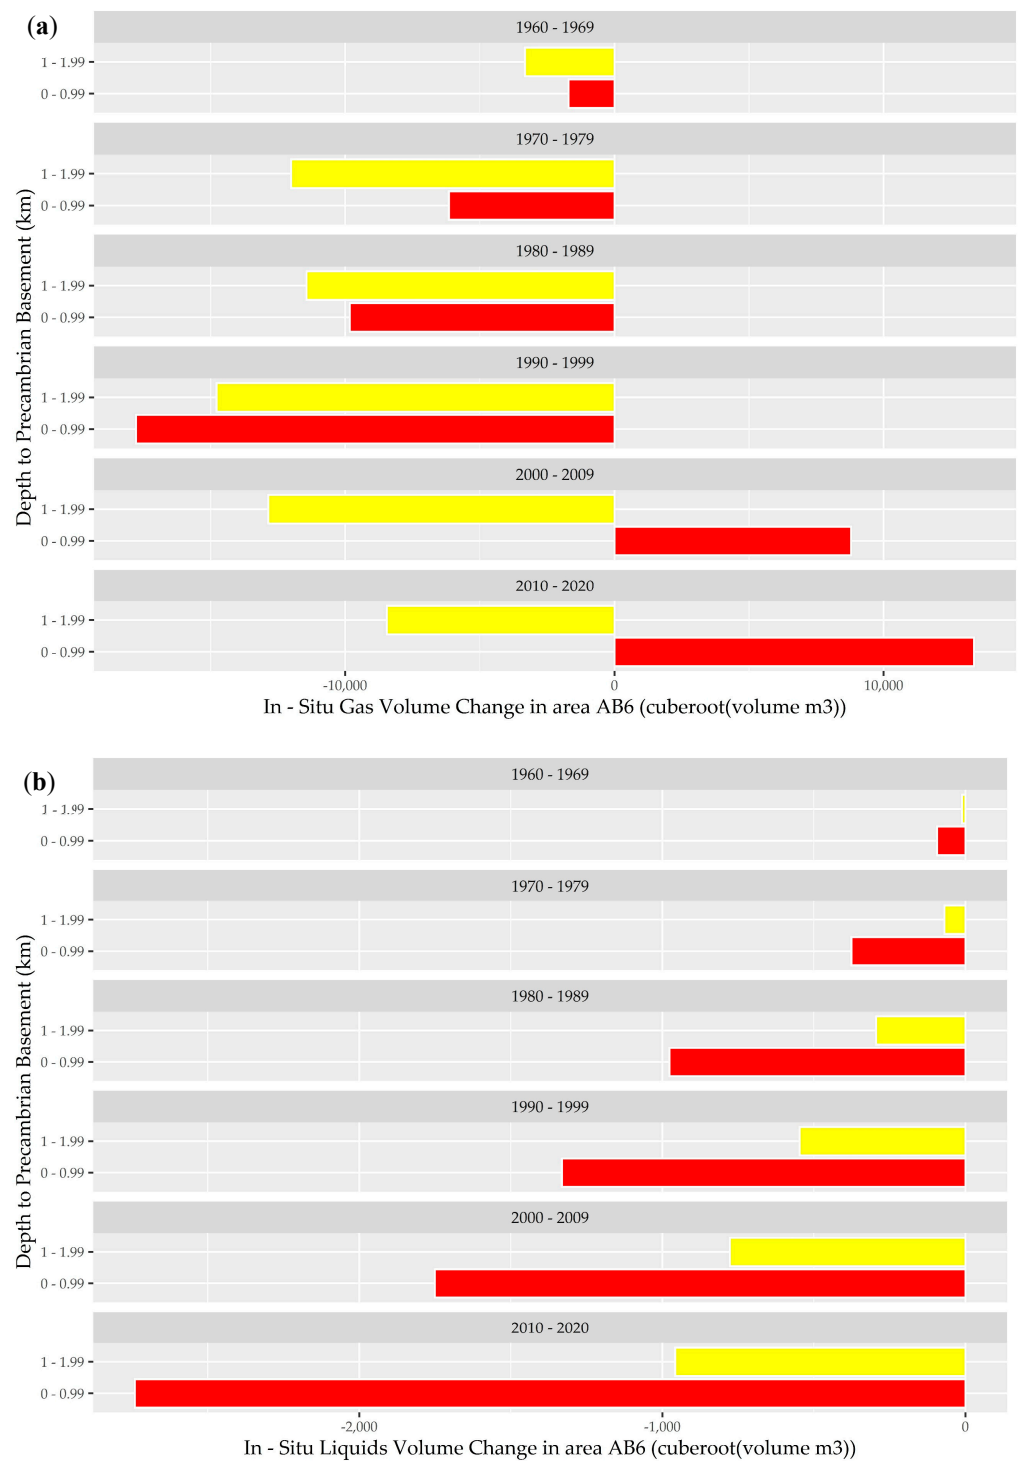 (a)
1960 - 1969
1 - 1.99
0 - 0.99
1970 - 1979
1 - 1.99
0 - 0.99
1980 - 1989
1 - 1.99
0 - 0.99
1990 - 1999
1 - 1.99
0 - 0.99
2000 - 2009
1 - 1.99
0 - 0.99
2010 - 2020
1 - 1.99
0 - 0.99
Depth to Precambrian Basement (km)
-10,000 0 10,000
In - Situ Gas Volume Change in area AB6 (cuberoot(volume m3))
(b)
1960 - 1969
1 - 1.99
0 - 0.99
1970 - 1979
1 - 1.99
0 - 0.99
1980 - 1989
1 - 1.99
0 - 0.99
1990 - 1999
1 - 1.99
0 - 0.99
2000 - 2009
1 - 1.99
0 - 0.99
2010 - 2020
1 - 1.99
0 - 0.99
Depth to Precambrian Basement (km)
-2,000 -1,000 0
In - Situ Liquids Volume Change in area AB6 (cuberoot(volume m3))